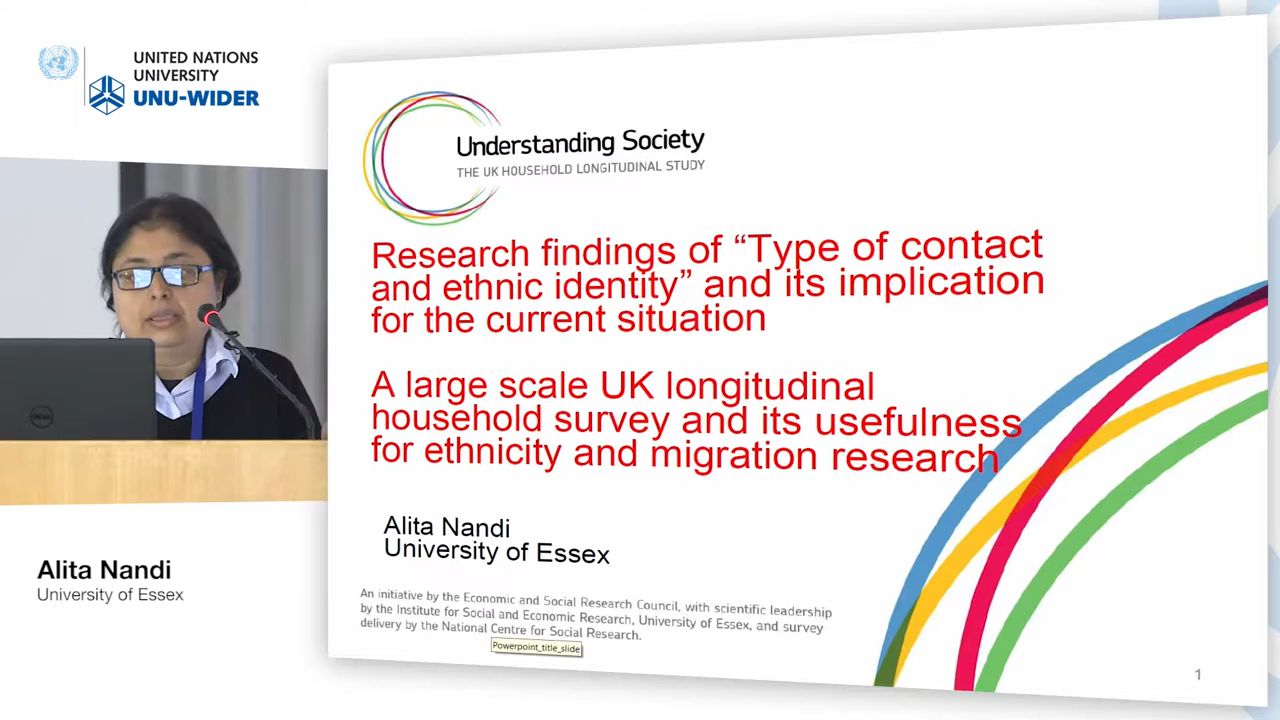 UNITED NATIONS
UNIVERSITY
UNU-WIDER
Understanding Society
THE UK HOUSEHOLD LONGITUDINAL STUDY
Research findings of “Type of contact
and ethnic identity” and its implication
for the current situation
A large scale UK longitudinal
household survey and its usefulness
for ethnicity and migration research
Alita Nandi
University of Essex
An initiative by the Economic and Social Research Council, with scientific leadership
by the Institute for Social and Economic Research, University of Essex, and survey
delivery by the National Centre for Social Research.
Powerpoint_title_slide
1
DELL
Alita Nandi
University of Essex